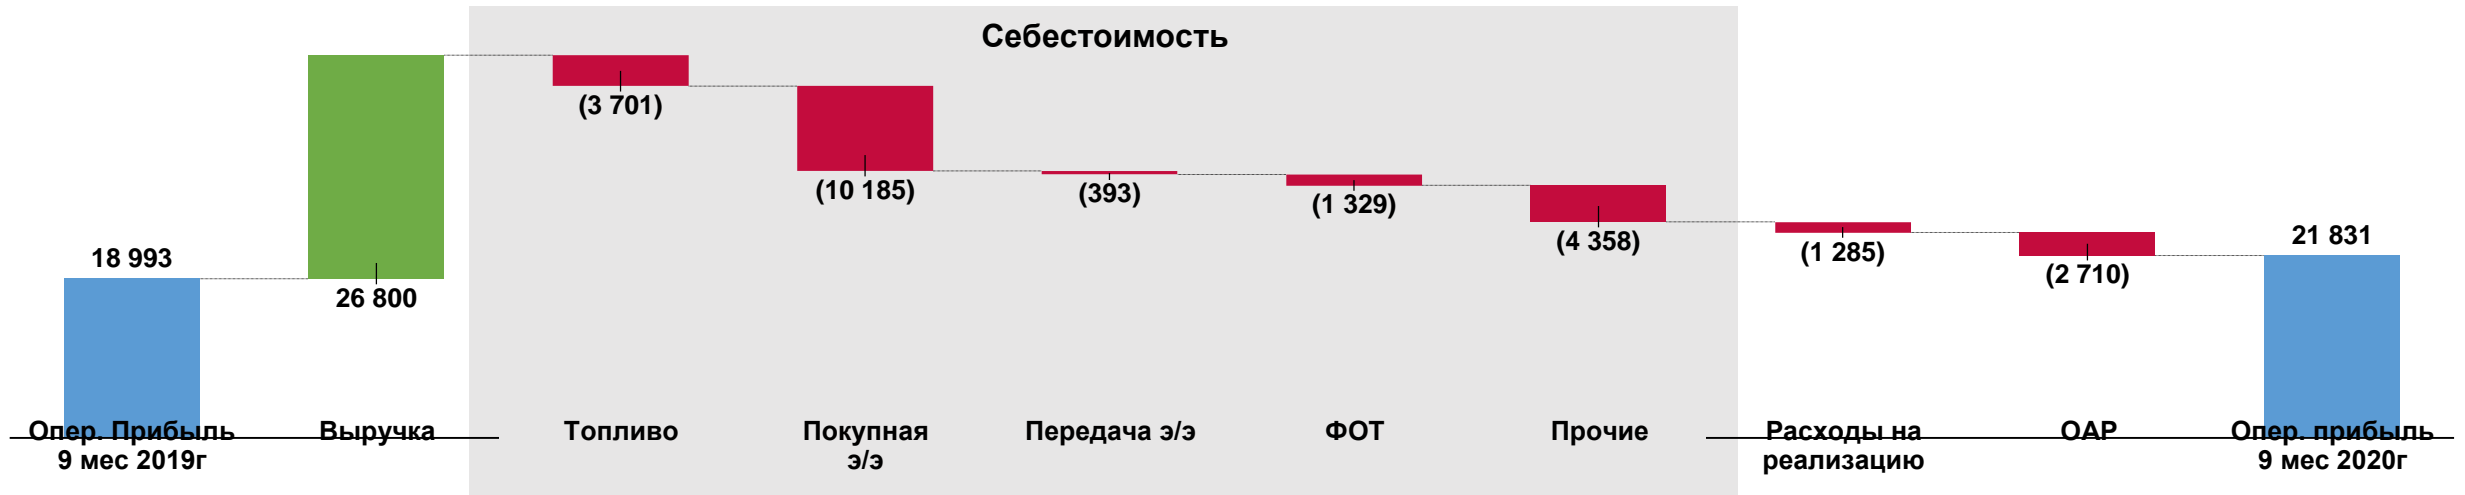 Себестоимость
18 993
26 800
(3 701)
(10 185)
(393)
(1 329)
(4 358)
(1 285)
(2 710)
21 831
Опер. Прибыль
9 мес 2019г
Выручка
Топливо
Покупная
э/э
Передача э/э
ФОТ
Прочие
Расходы на
реализацию
ОАР
Опер. прибыль
9 мес 2020г